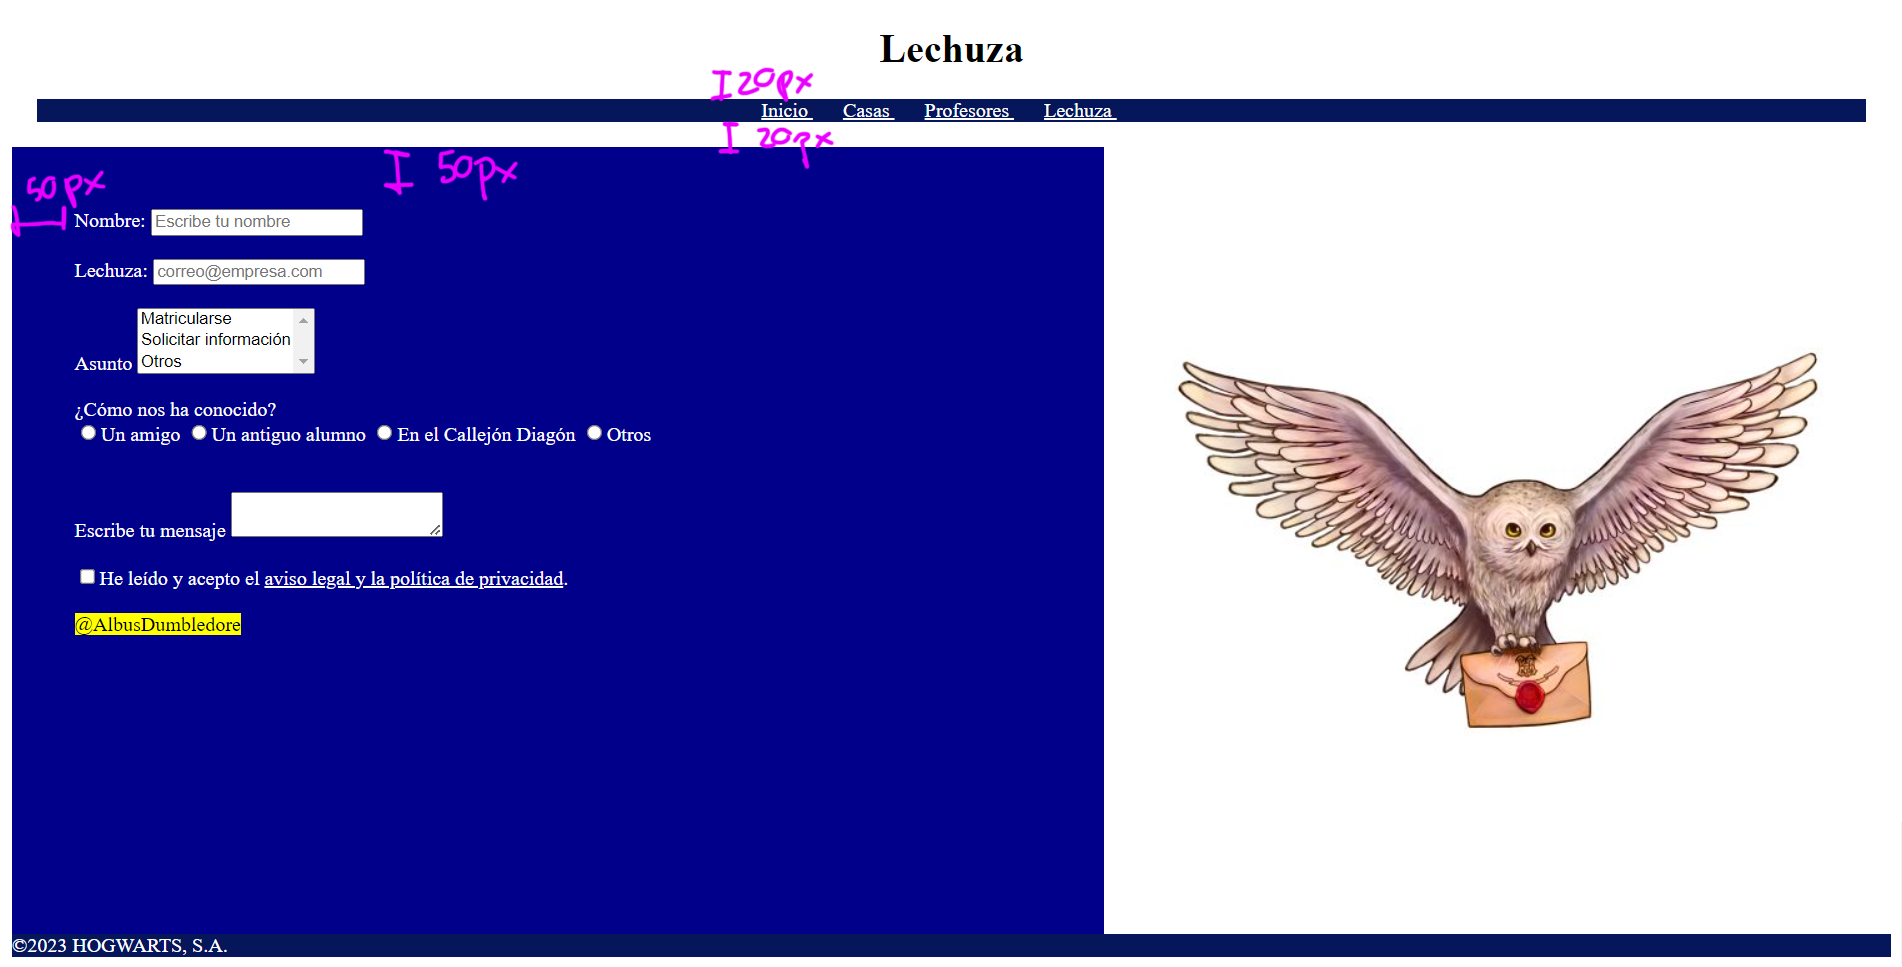 Lechuza
20px
Inicio Casas Profesores Lechuza
20px
50px
50px
Nombre: Escribe tu nombre
Lechuza: correo@empresa.com
Matricularse
Solicitar información
Asunto Otros
¿Cómo nos ha conocido?
Un amigo Un antiguo alumno En el Callejón Diagón Otros
Escribe tu mensaje
He leído y acepto el aviso legal y la política de privacidad.
@AlbusDumbledore
©2023 HOGWARTS, S.A.